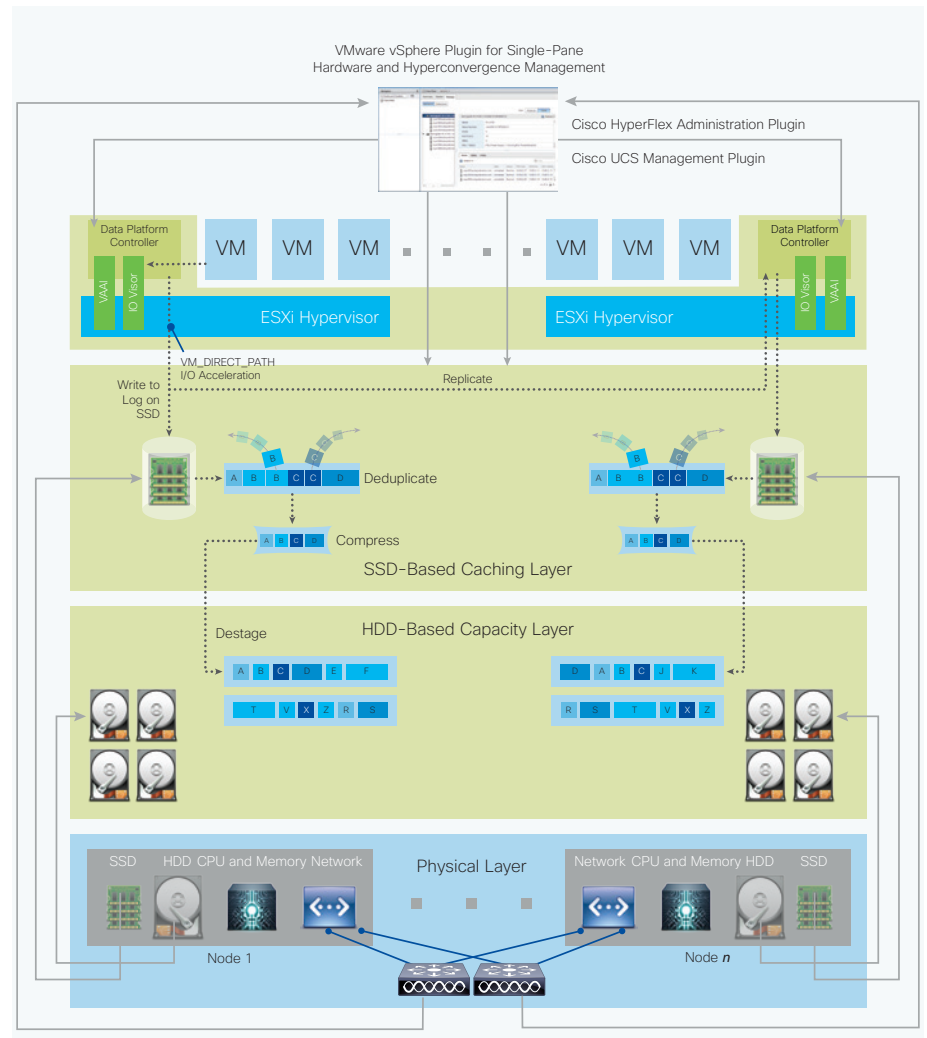 VMware vSphere Plugin for Single-Pane
Hardware and Hyperconvergence Management
Cisco HyperFlex Administration Plugin
Cisco UCS Management Plugin
Data Platform
Controller
VM VM VM VM VM VM
Data Platform
Controller
VAAI
IO Visor
IO Visor
VAAI
ESXi Hypervisor
ESXi Hypervisor
VM_DIRECT_PATH
I/O Acceleration
Replicate
Write to
Log on
SSD
B C
B C
A B B C C D
Deduplicate
A B B C C D
A B C D
Compress
A B C D
SSD-Based Caching Layer
Destage
HDD-Based Capacity Layer
A B C D E F
D A B C J K
T V X Z R S
R S T V X Z
SSD HDD CPU and Memory Network
Physical Layer
Network CPU and Memory HDD SSD
Node 1
Node n